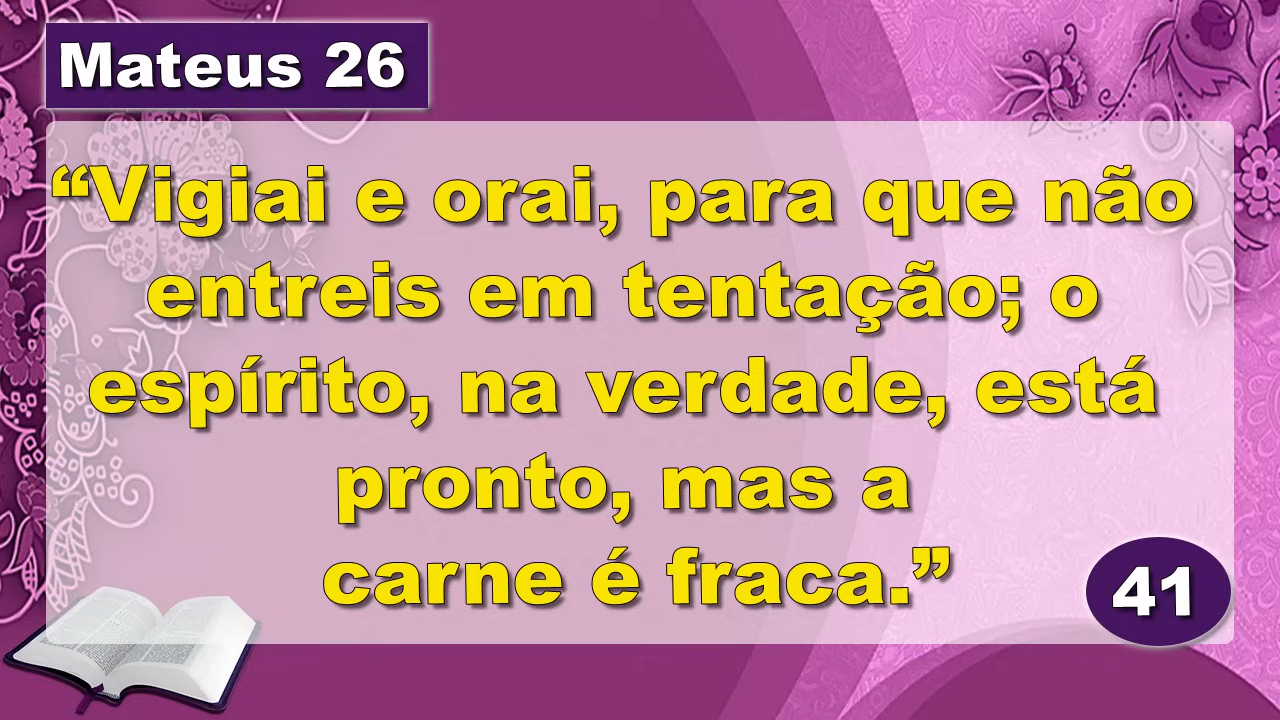 Mateus 26
“Vigiai e orai, para que não
entreis em tentação; o
espírito, na verdade, está
pronto, mas a
carne é fraca.”
41